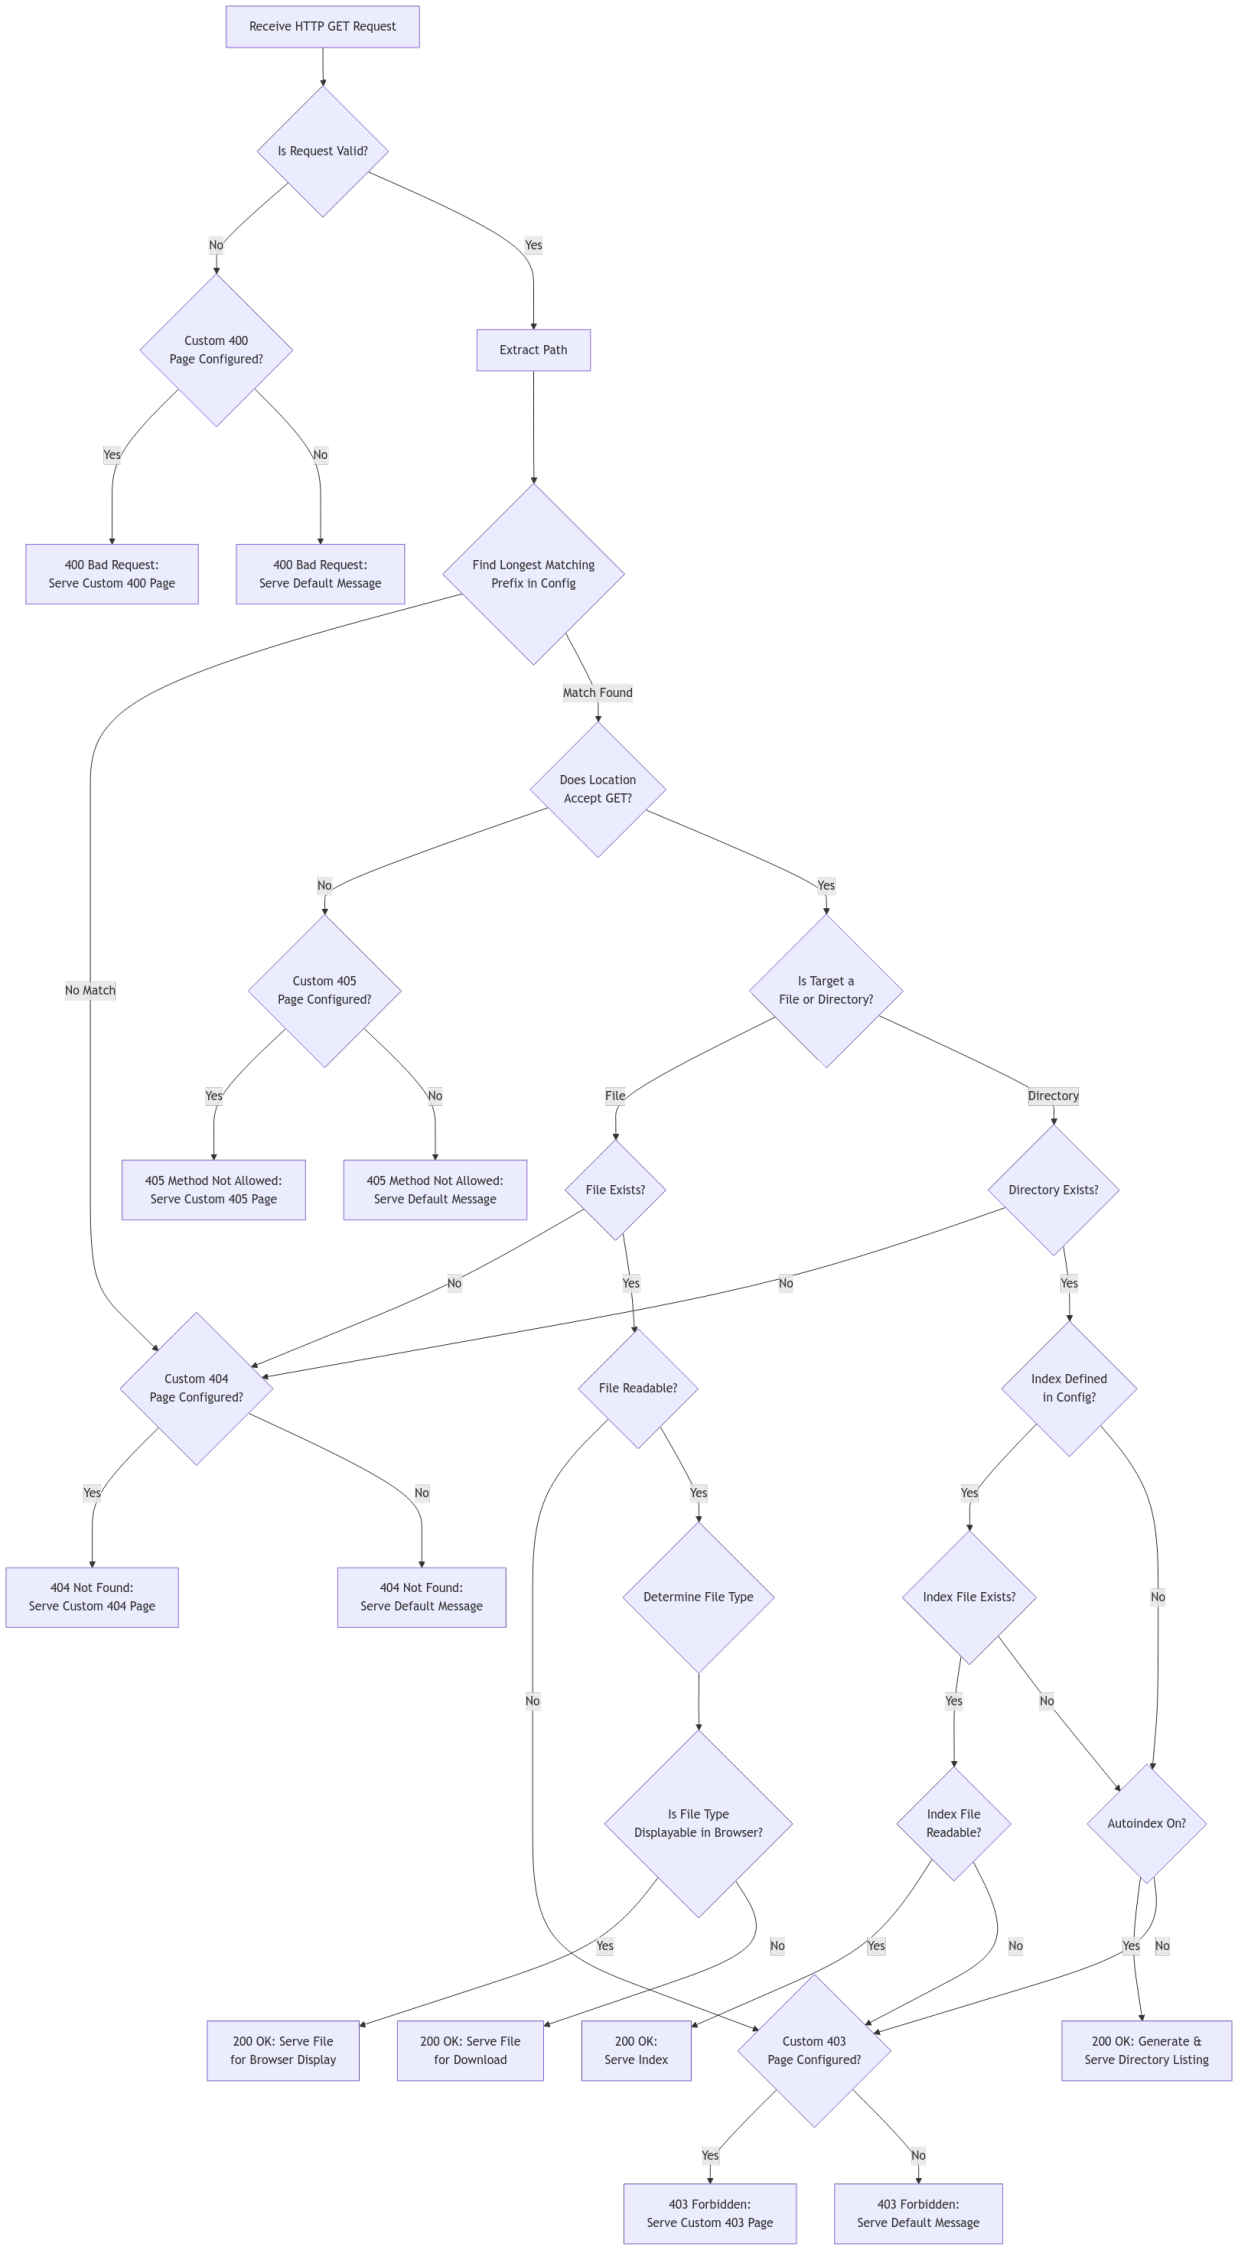 Receive HTTP GET Request
Is Request Valid?
No
Yes
Custom 400
Page Configured?
Extract Path
Yes
No
400 Bad Request:
Serve Custom 400 Page
400 Bad Request:
Serve Default Message
Find Longest Matching
Prefix in Config
Match Found
Does Location
Accept GET?
No
Yes
No Match
Custom 405
Page Configured?
Is Target a
File or Directory?
Yes
No
File
Directory
405 Method Not Allowed:
Serve Custom 405 Page
405 Method Not Allowed:
Serve Default Message
File Exists?
Directory Exists?
No
Yes
No
Yes
Custom 404
Page Configured?
File Readable?
Index Defined
in Config?
Yes
No
Yes
Yes
404 Not Found:
Serve Custom 404 Page
404 Not Found:
Serve Default Message
Determine File Type
Index File Exists?
No
No
Yes
No
Is File Type
Displayable in Browser?
Index File
Readable?
Autoindex On?
Yes
No
Yes
No
Yes
No
200 OK: Serve File
for Browser Display
200 OK: Serve File
for Download
200 OK:
Serve Index
Custom 403
Page Configured?
200 OK: Generate &
Serve Directory Listing
Yes
No
403 Forbidden:
Serve Custom 403 Page
403 Forbidden:
Serve Default Message